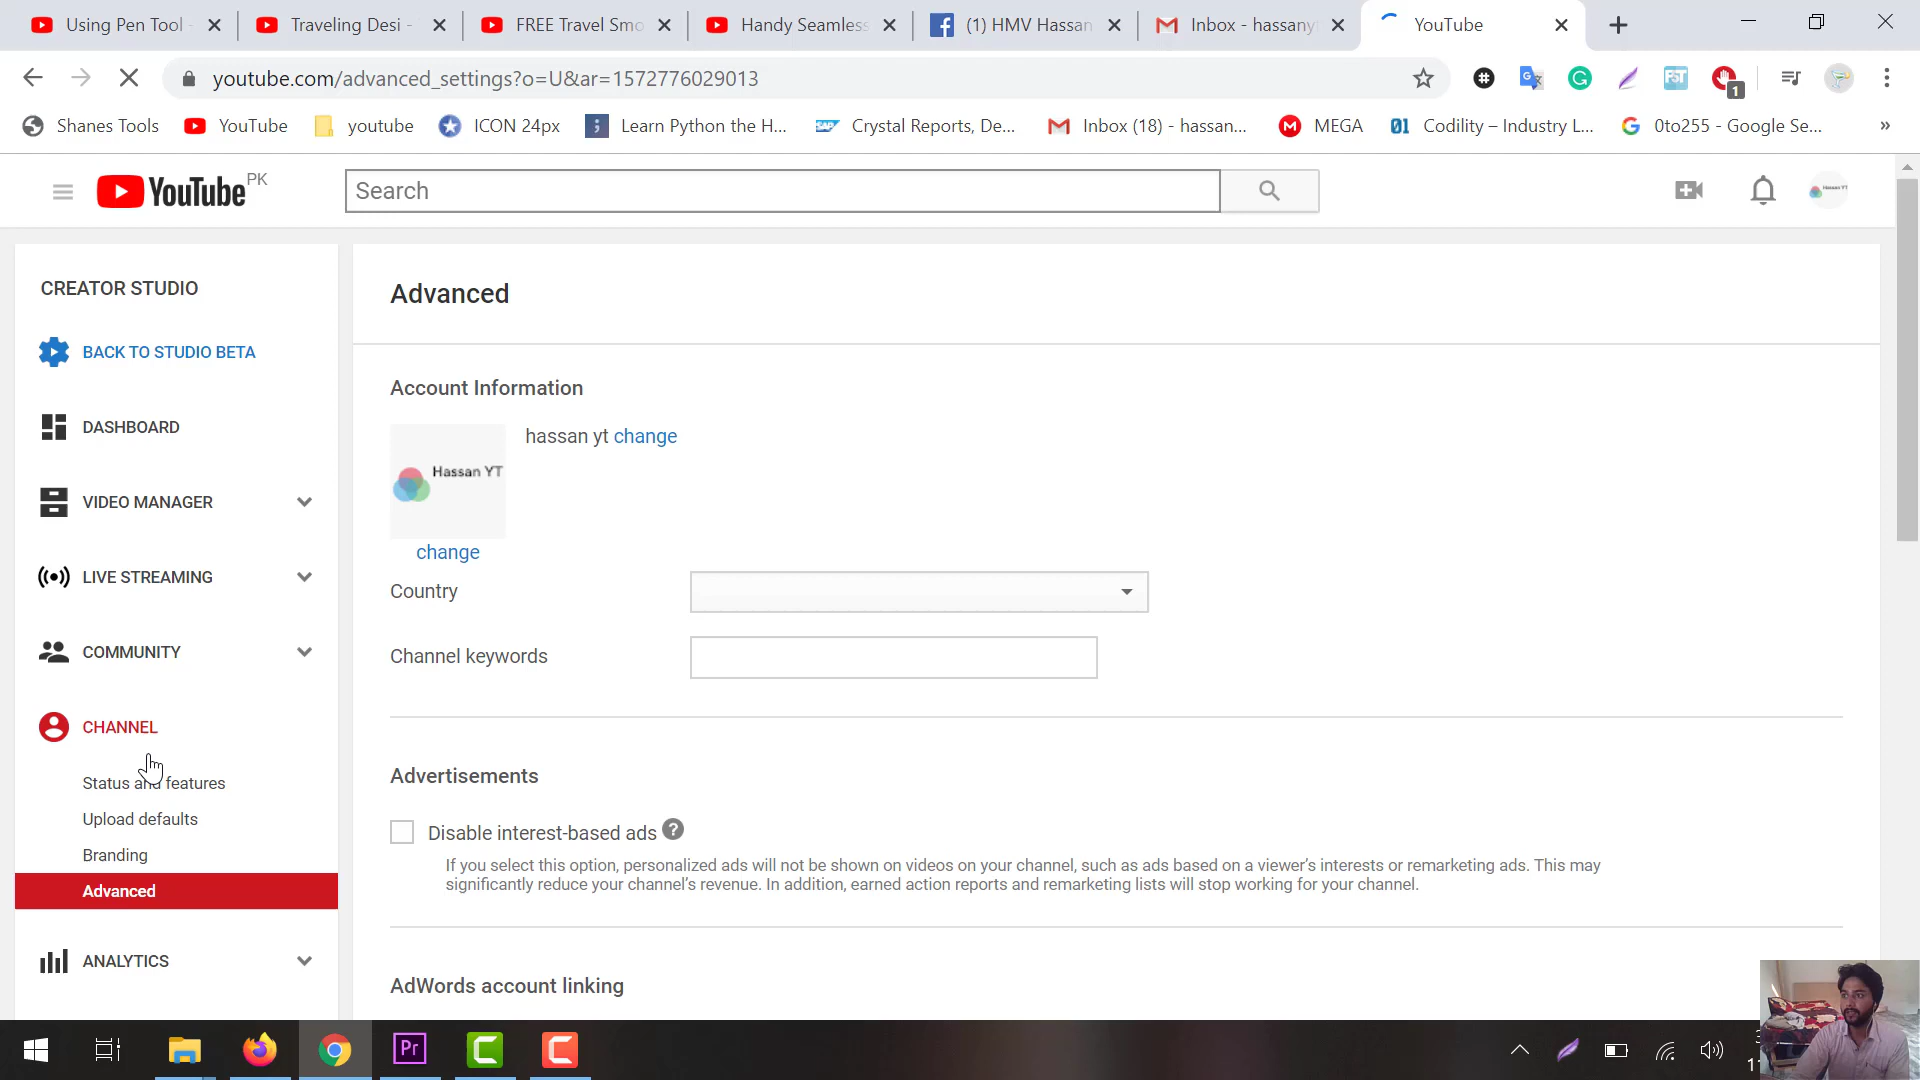 Using Pen Tool -
Traveling Desi -
FREE Travel Smo
Handy Seamless
(1) HMV Hassan
Inbox - hassanyt
YouTube
youtube.com/advanced_settings?o=U&ar=1572776029013
1
Shanes Tools
YouTube
youtube
ICON 24px
Learn Python the H...
Crystal Reports, De...
Inbox (18) - hassan...
MEGA
Codility – Industry L...
0to255 - Google Se...
»
YouTube PK
Search
Hassan YT
CREATOR STUDIO
BACK TO STUDIO BETA
DASHBOARD
VIDEO MANAGER
LIVE STREAMING
COMMUNITY
CHANNEL
Status and features
Upload defaults
Branding
Advanced
ANALYTICS
Advanced
Account Information
Hassan YT
hassan yt change
change
Country
Channel keywords
Advertisements
Disable interest-based ads ?
If you select this option, personalized ads will not be shown on videos on your channel, such as ads based on a viewer's interests or remarketing ads. This may
significantly reduce your channel's revenue. In addition, earned action reports and remarketing lists will stop working for your channel.
AdWords account linking
Pr